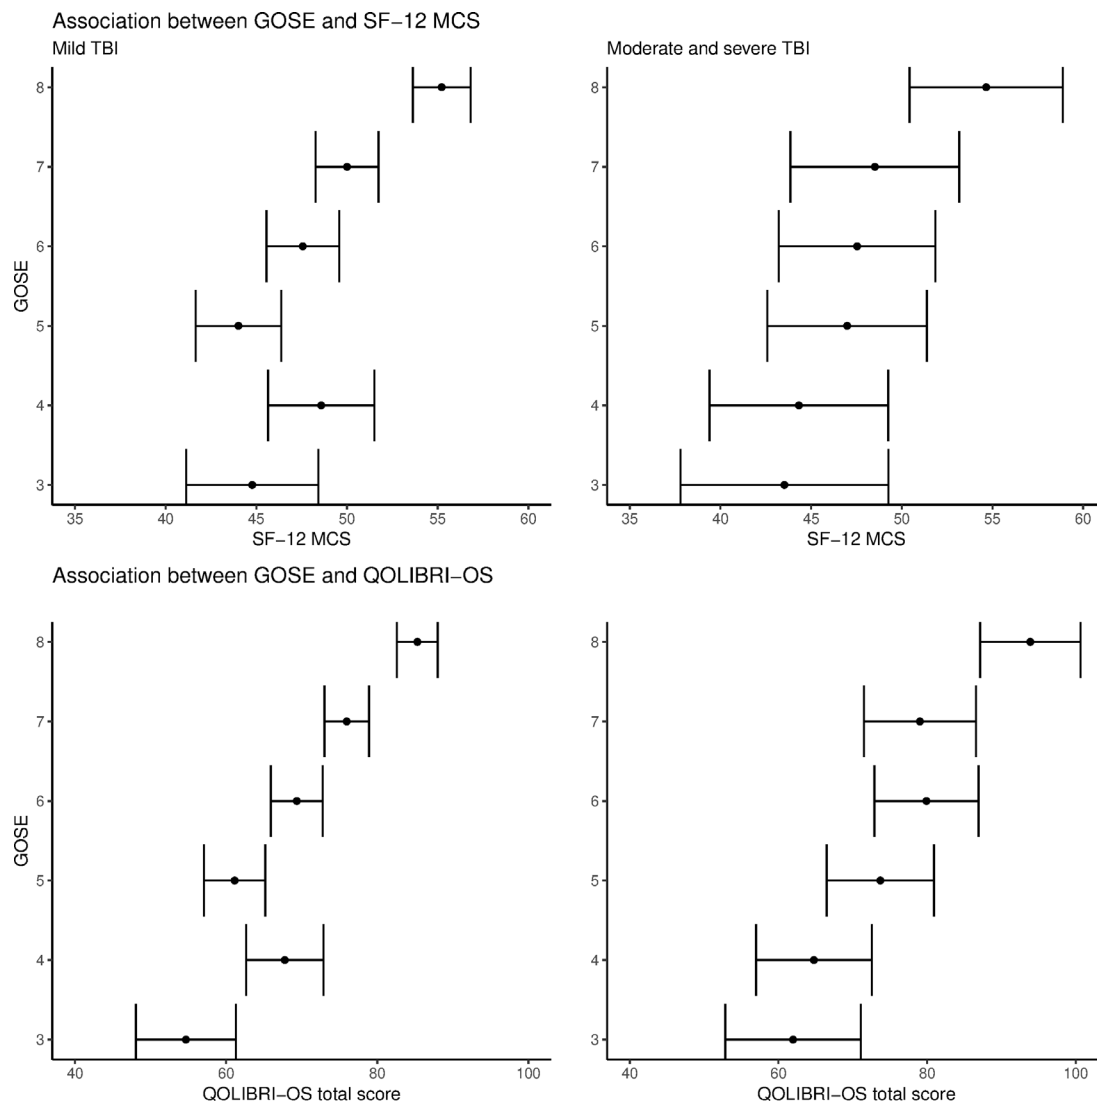 Association between GOSE and SF−12 MCS
Mild TBI
Moderate and severe TBI
GOSE
8
7
6
5
4
3
35 40 45 50 55 60
SF−12 MCS
8
7
6
5
4
3
35 40 45 50 55 60
SF−12 MCS
Association between GOSE and QOLIBRI−OS
GOSE
8
7
6
5
4
3
40 60 80 100
QOLIBRI−OS total score
8
7
6
5
4
3
40 60 80 100
QOLIBRI−OS total score